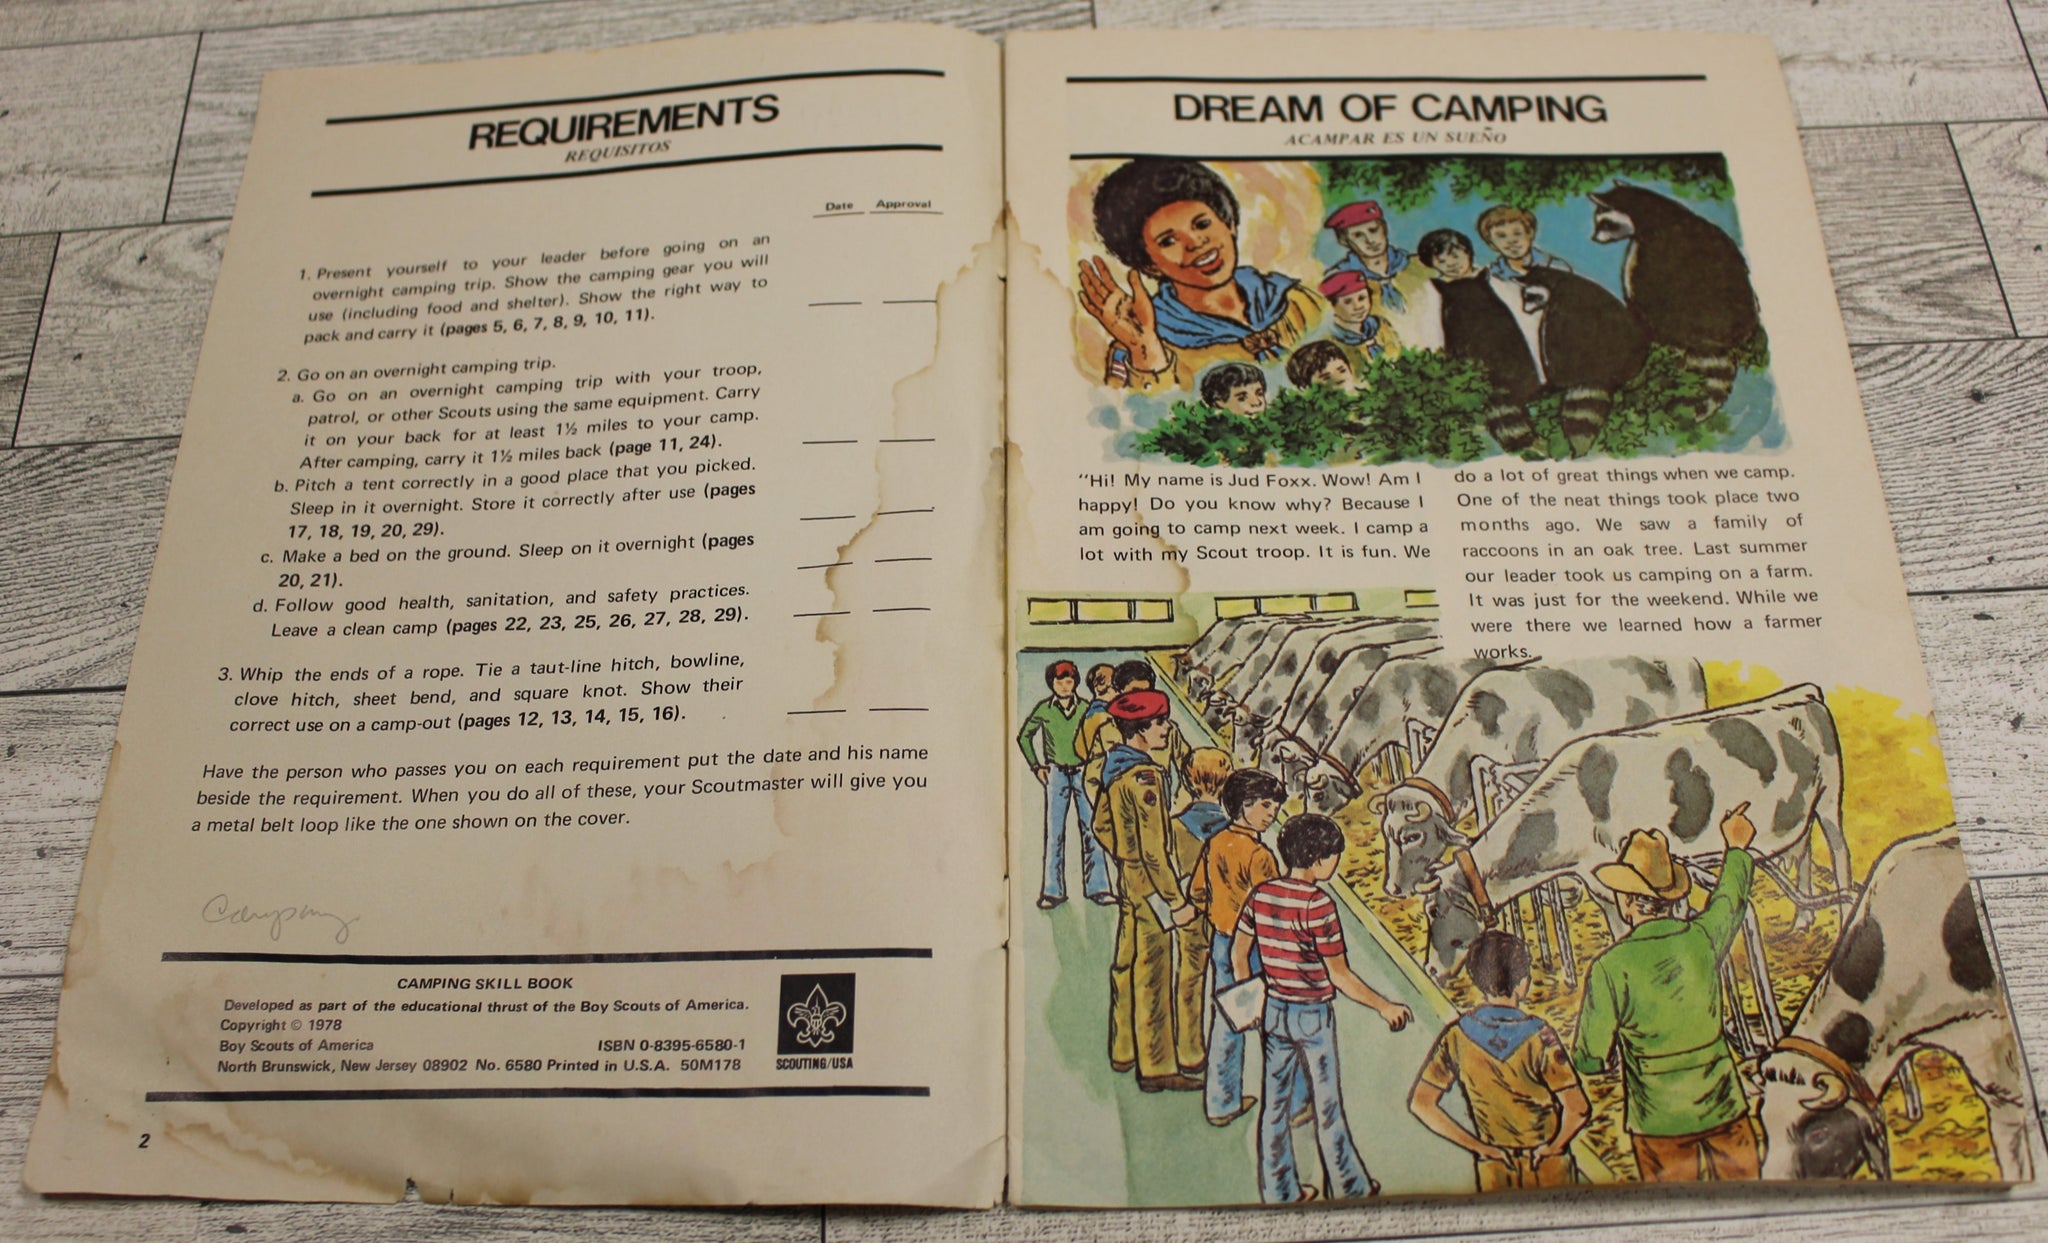 REQUIREMENTS
REQUISITOS
Date Approval
1. Present yourself to your leader before going on an
overnight camping trip. Show the camping gear you will
use (including food and shelter). Show the right way to
pack and carry it (pages 5, 6, 7, 8, 9, 10, 11).
2. Go on an overnight camping trip.
a. Go on an overnight camping trip with your troop,
patrol, or other Scouts using the same equipment. Carry
it on your back for at least 1½ miles to your camp.
After camping, carry it 1½ miles back (page 11, 24).
b. Pitch a tent correctly in a good place that you picked.
Sleep in it overnight. Store it correctly after use (pages
17, 18, 19, 20, 29).
c. Make a bed on the ground. Sleep on it overnight (pages
20, 21).
d. Follow good health, sanitation, and safety practices.
Leave a clean camp (pages 22, 23, 25, 26, 27, 28, 29).
3. Whip the ends of a rope. Tie a taut-line hitch, bowline,
clove hitch, sheet bend, and square knot. Show their
correct use on a camp-out (pages 12, 13, 14, 15, 16).
Have the person who passes you on each requirement put the date and his name
beside the requirement. When you do all of these, your Scoutmaster will give you
a metal belt loop like the one shown on the cover.
CAMPING SKILL BOOK
Developed as part of the educational thrust of the Boy Scouts of America.
Copyright © 1978
Boy Scouts of America ISBN 0-8395-6580-1
North Brunswick, New Jersey 08902 No. 6580 Printed in U.S.A. 50M178
SCOUTING/USA
2
DREAM OF CAMPING
ACAMPAR ES UN SUEÑO
"Hi! My name is Jud Foxx. Wow! Am I
happy! Do you know why? Because I
am going to camp next week. I camp a
lot with my Scout troop. It is fun. We
do a lot of great things when we camp.
One of the neat things took place two
months ago. We saw a family of
raccoons in an oak tree. Last summer
our leader took us camping on a farm.
It was just for the weekend. While we
were there we learned how a farmer
works.